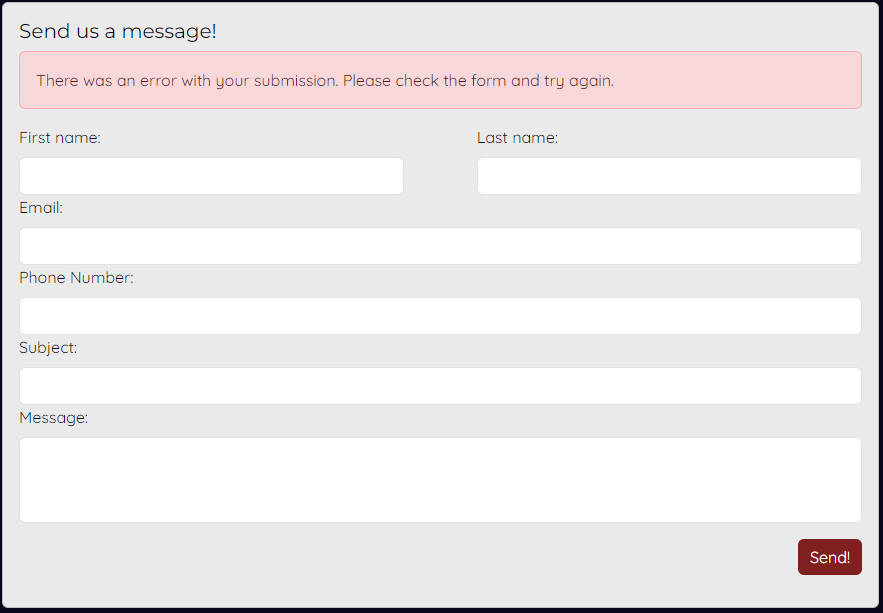 Send us a message!
There was an error with your submission. Please check the form and try again.
First name:
Last name:
Email:
Phone Number:
Subject:
Message:
Send!